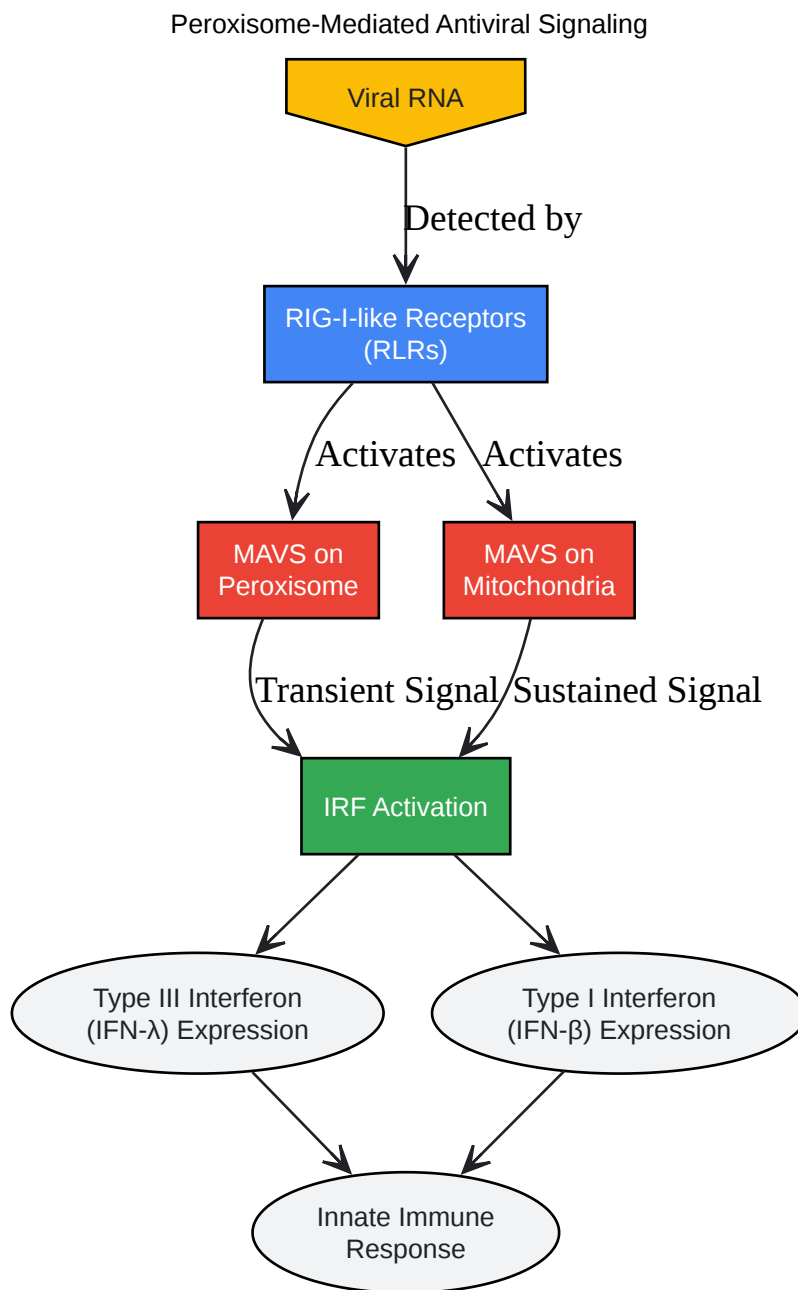 Peroxisome-Mediated Antiviral Signaling
Viral RNA
Detected by
RIG-I-like Receptors
(RLRs)
Activates
Activates
MAVS on
Peroxisome
MAVS on
Mitochondria
Transient Signal
Sustained Signal
IRF Activation
Type III Interferon
(IFN-λ) Expression
Type I Interferon
(IFN-β) Expression
Innate Immune
Response